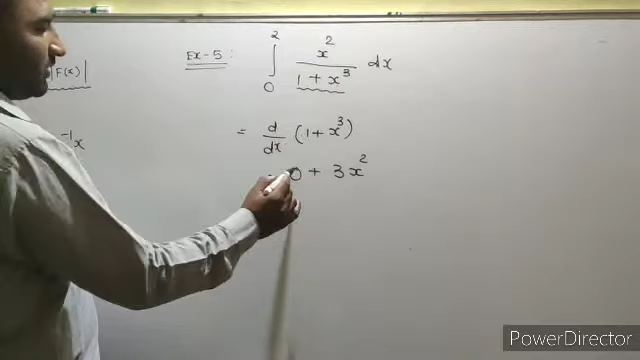 Ex-5: ∫₀² x²/(1 + x³) dx
|F(x)|
= d/dx (1 + x³)
⁻¹x
0 + 3x²
PowerDirector